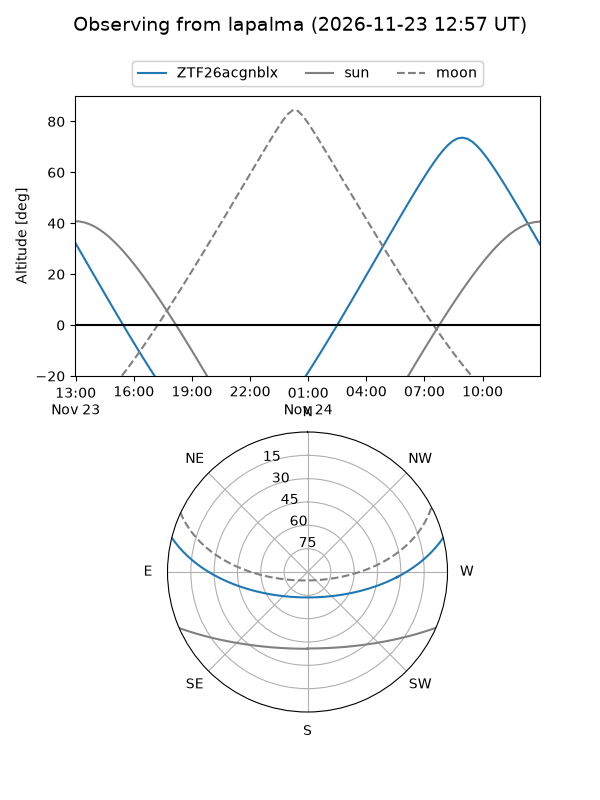 Observing from lapalma (2026-11-23 12:57 UT)
ZTF26acgnblx sun moon
Altitude [deg]
80
60
40
20
0
−20
13:00 16:00 19:00 22:00 01:00 04:00 07:00 10:00
Nov 23 Nov 24
N
NE NW
15
30
45
60
75
E W
SE SW
S